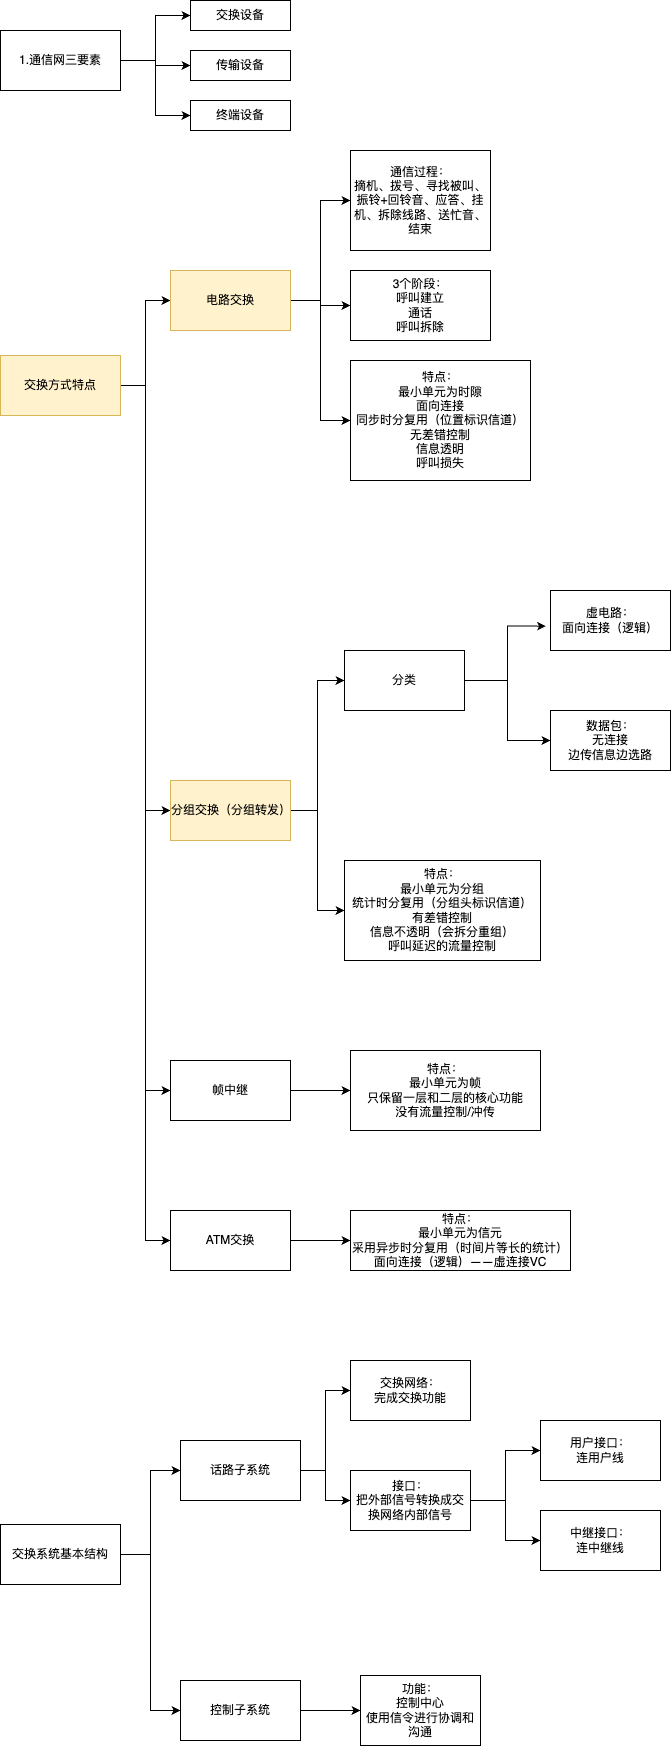 交换设备
1.通信网三要素
传输设备
终端设备
通信过程：
摘机、拨号、寻找被叫、
振铃+回铃音、应答、挂
机、拆除线路、送忙音、
结束
电路交换
3个阶段：
呼叫建立
通话
呼叫拆除
交换方式特点
特点：
最小单元为时隙
面向连接
同步时分复用（位置标识信道）
无差错控制
信息透明
呼叫损失
虚电路：
面向连接（逻辑）
分类
数据包：
无连接
边传信息边选路
分组交换（分组转发）
特点：
最小单元为分组
统计时分复用（分组头标识信道）
有差错控制
信息不透明（会拆分重组）
呼叫延迟的流量控制
帧中继
特点：
最小单元为帧
只保留一层和二层的核心功能
没有流量控制/冲传
ATM交换
特点：
最小单元为信元
采用异步时分复用（时间片等长的统计）
面向连接（逻辑）——虚连接VC
交换网络：
完成交换功能
话路子系统
接口：
把外部信号转换成交
换网络内部信号
用户接口：
连用户线
中继接口：
连中继线
交换系统基本结构
控制子系统
功能：
控制中心
使用信令进行协调和
沟通